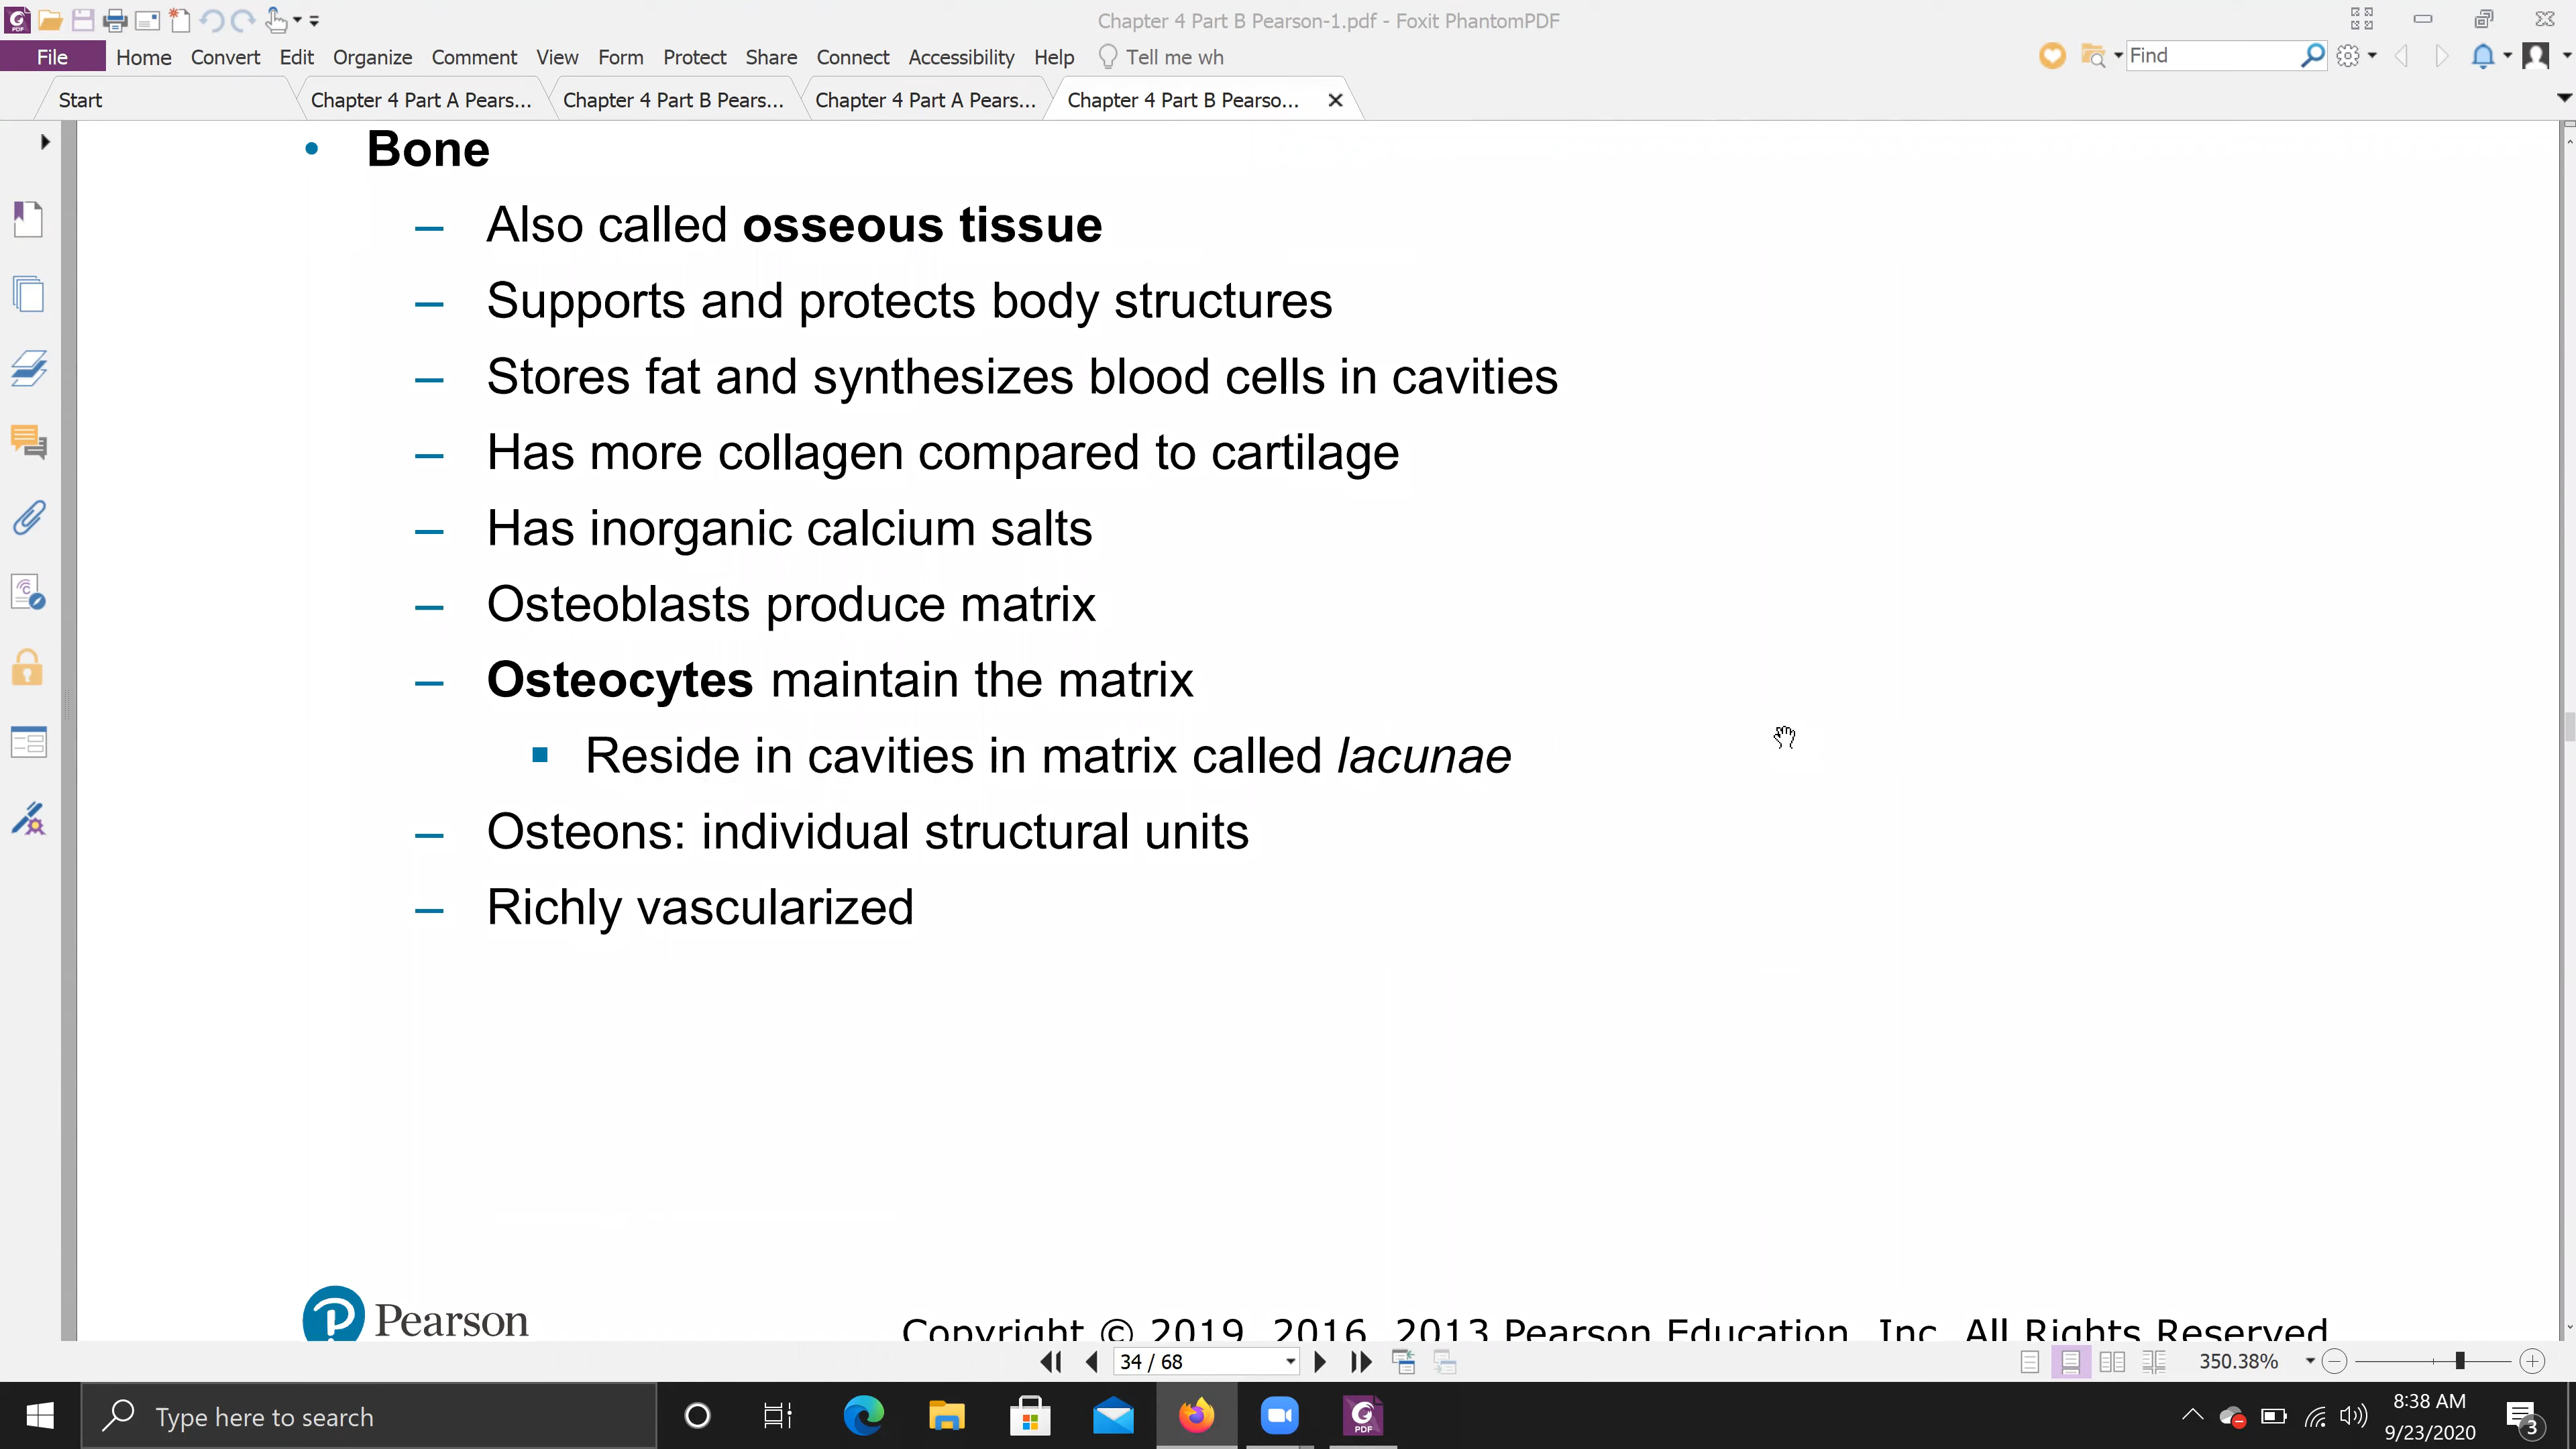 Chapter 4 Part B Pearson-1.pdf - Foxit PhantomPDF
File Home Convert Edit Organize Comment View Form Protect Share Connect Accessibility Help Tell me wh Find
Start Chapter 4 Part A Pears... Chapter 4 Part B Pears... Chapter 4 Part A Pears... Chapter 4 Part B Pearso...
• Bone
– Also called osseous tissue
– Supports and protects body structures
– Stores fat and synthesizes blood cells in cavities
– Has more collagen compared to cartilage
– Has inorganic calcium salts
– Osteoblasts produce matrix
– Osteocytes maintain the matrix
▪ Reside in cavities in matrix called lacunae
– Osteons: individual structural units
– Richly vascularized
Pearson
Copyright © 2019, 2016, 2013 Pearson Education, Inc. All Rights Reserved
34 / 68 350.38%
Type here to search
8:38 AM
9/23/2020
3